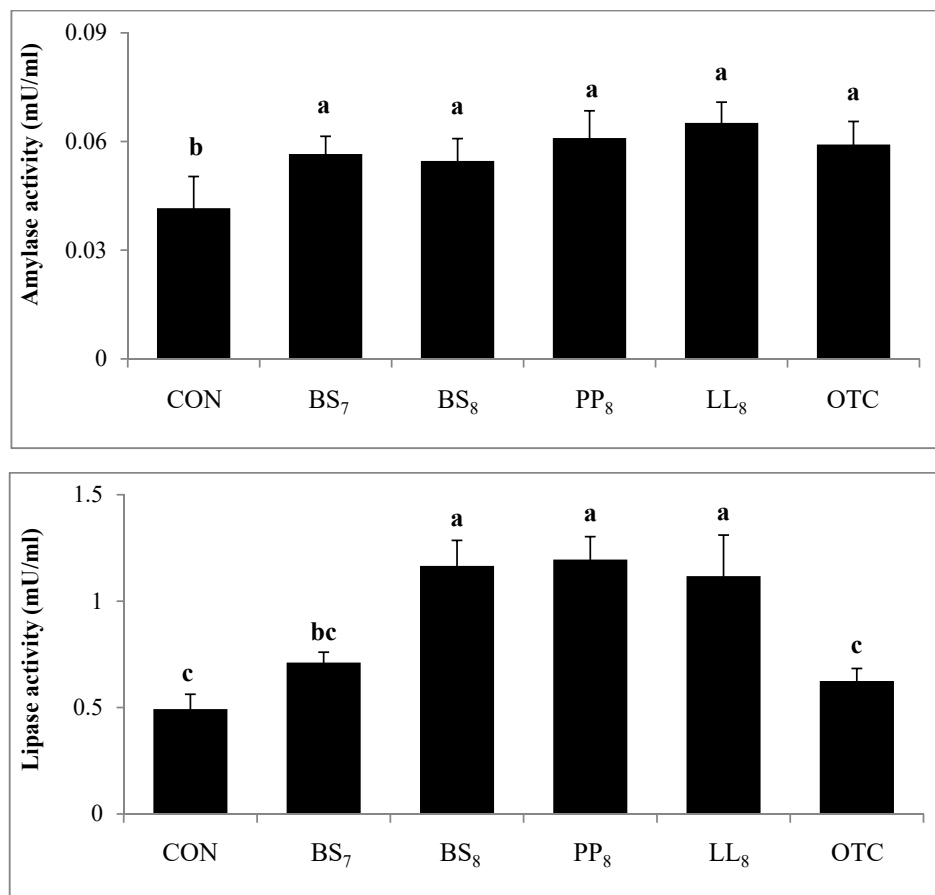 Amylase activity (mU/ml)
0.09
0.06
0.03
0
b
a
a
a
a
a
CON BS₇ BS₈ PP₈ LL₈ OTC
Lipase activity (mU/ml)
1.5
1
0.5
0
c
bc
a
a
a
c
CON BS₇ BS₈ PP₈ LL₈ OTC